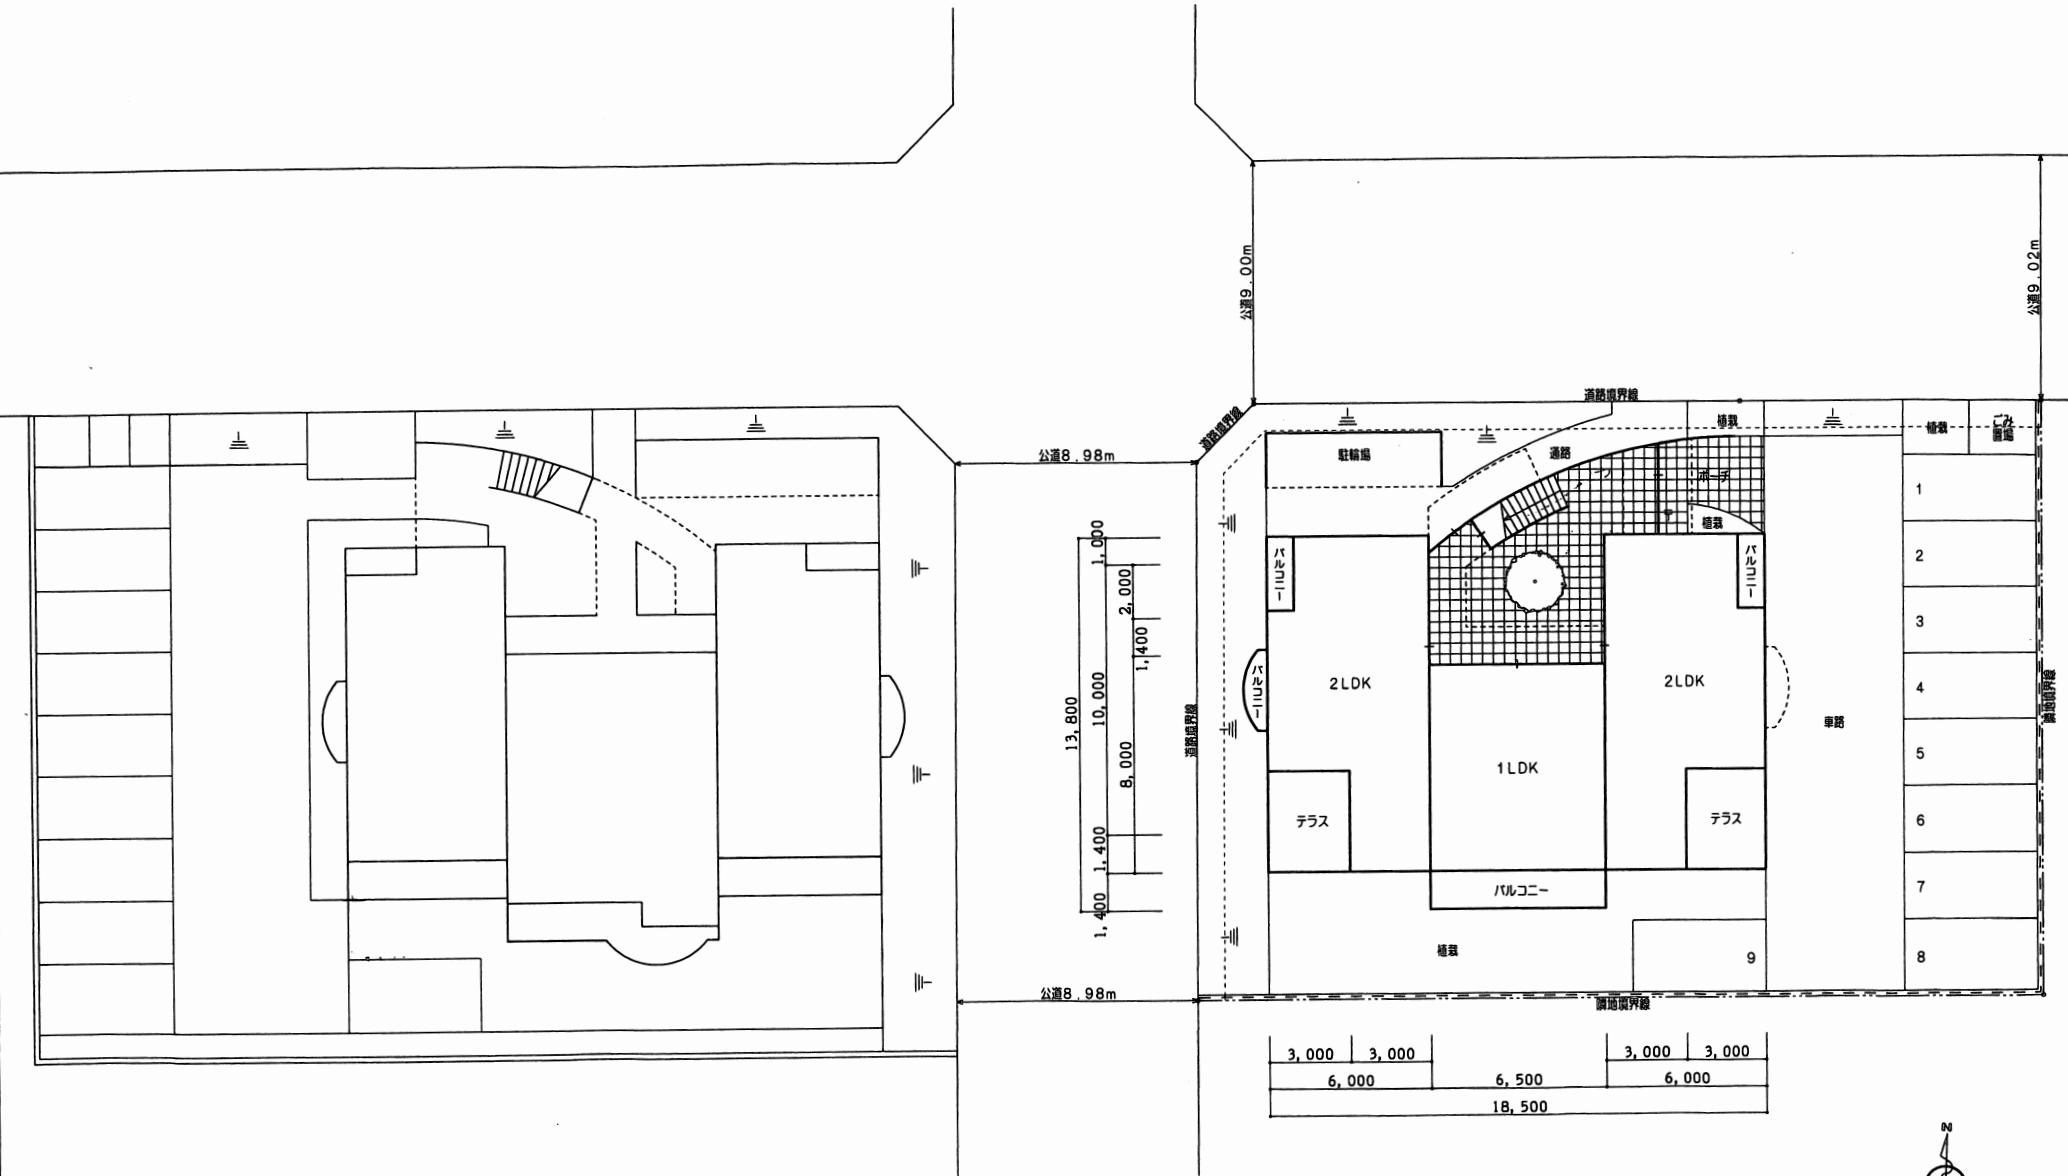 公道9.00m
公道9.02m
道路境界線
道路境界線
公道8.98m
植栽
植栽
ごみ
置場
駐輪場
通路
ポーチ
植栽
バルコニー
バルコニー
バルコニー
1
2
3
4
5
6
7
8
9
2LDK
2LDK
1LDK
車路
テラス
テラス
バルコニー
植栽
道路境界線
隣地境界線
隣地境界線
公道8.98m
1,000
2,000
1,400
10,000
13,800
8,000
1,400
1,400
3,000
3,000
3,000
3,000
6,000
6,500
6,000
18,500
N